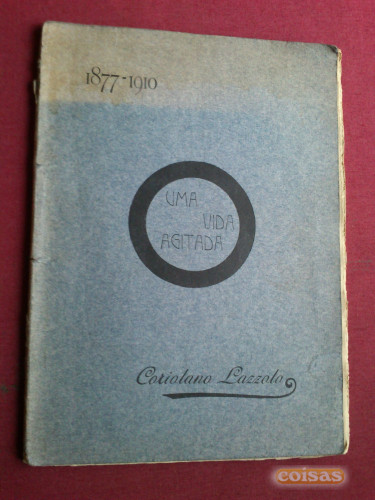 1877-1910
UMA
VIDA
AGITADA
Coriolano Lazzolo
coisas